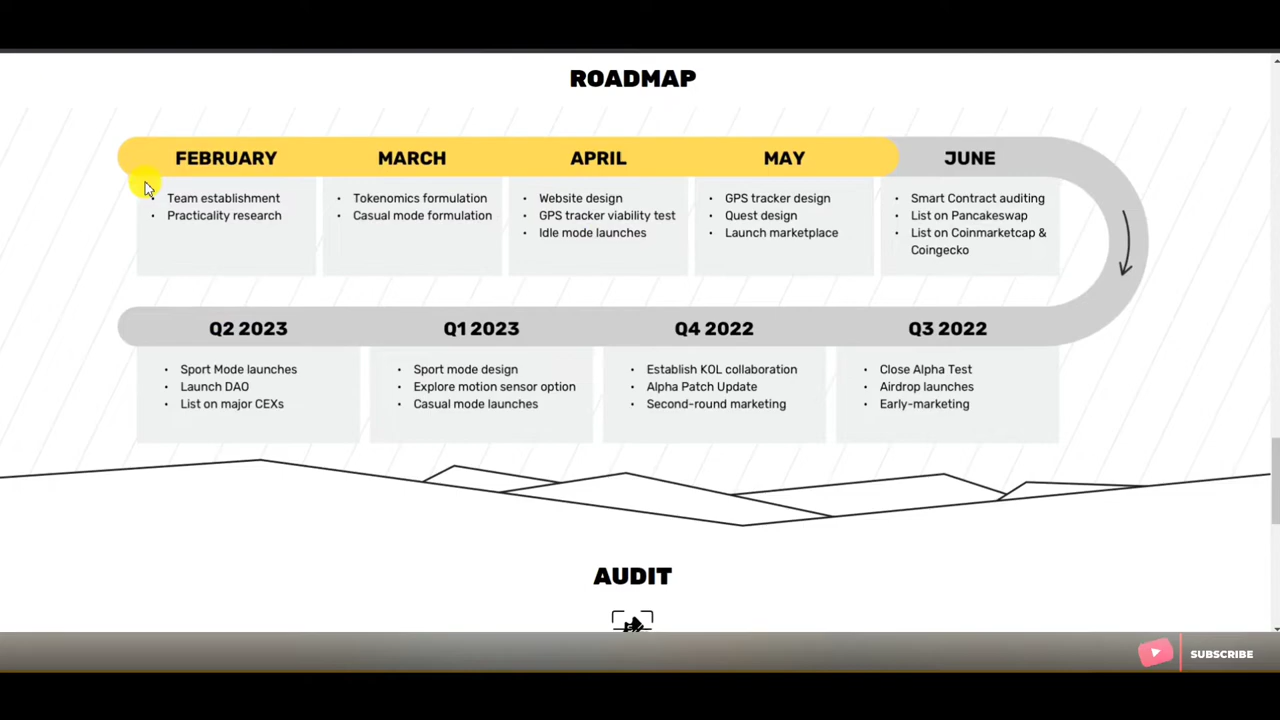 ROADMAP
FEBRUARY
• Team establishment
• Practicality research
MARCH
• Tokenomics formulation
• Casual mode formulation
APRIL
• Website design
• GPS tracker viability test
• Idle mode launches
MAY
• GPS tracker design
• Quest design
• Launch marketplace
JUNE
• Smart Contract auditing
• List on Pancakeswap
• List on Coinmarketcap &
Coingecko
Q2 2023
• Sport Mode launches
• Launch DAO
• List on major CEXs
Q1 2023
• Sport mode design
• Explore motion sensor option
• Casual mode launches
Q4 2022
• Establish KOL collaboration
• Alpha Patch Update
• Second-round marketing
Q3 2022
• Close Alpha Test
• Airdrop launches
• Early-marketing
AUDIT
SUBSCRIBE